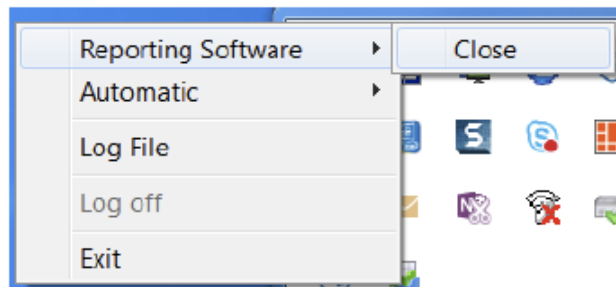 Reporting Software
Close
Automatic
Log File
Log off
Exit